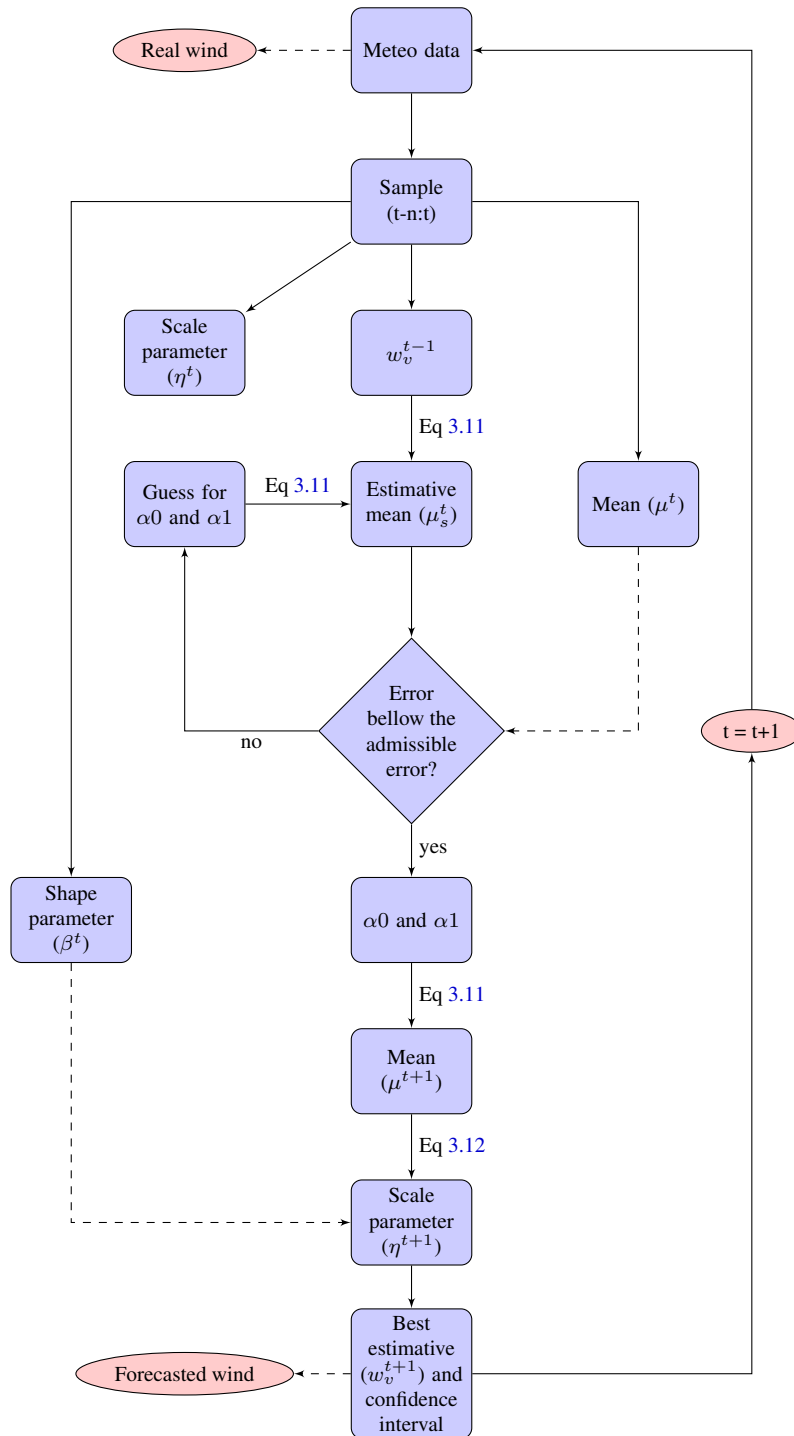 Real wind
Meteo data
Sample
(t-n:t)
Scale
parameter
(η^t)
w_v^{t−1}
Eq 3.11
Guess for
α0 and α1
Eq 3.11
Estimative
mean (μ_s^t)
Mean (μ^t)
Error
bellow the
admissible
error?
no
t = t+1
yes
Shape
parameter
(β^t)
α0 and α1
Eq 3.11
Mean
(μ^{t+1})
Eq 3.12
Scale
parameter
(η^{t+1})
Forecasted wind
Best
estimative
(w_v^{t+1}) and
confidence
interval